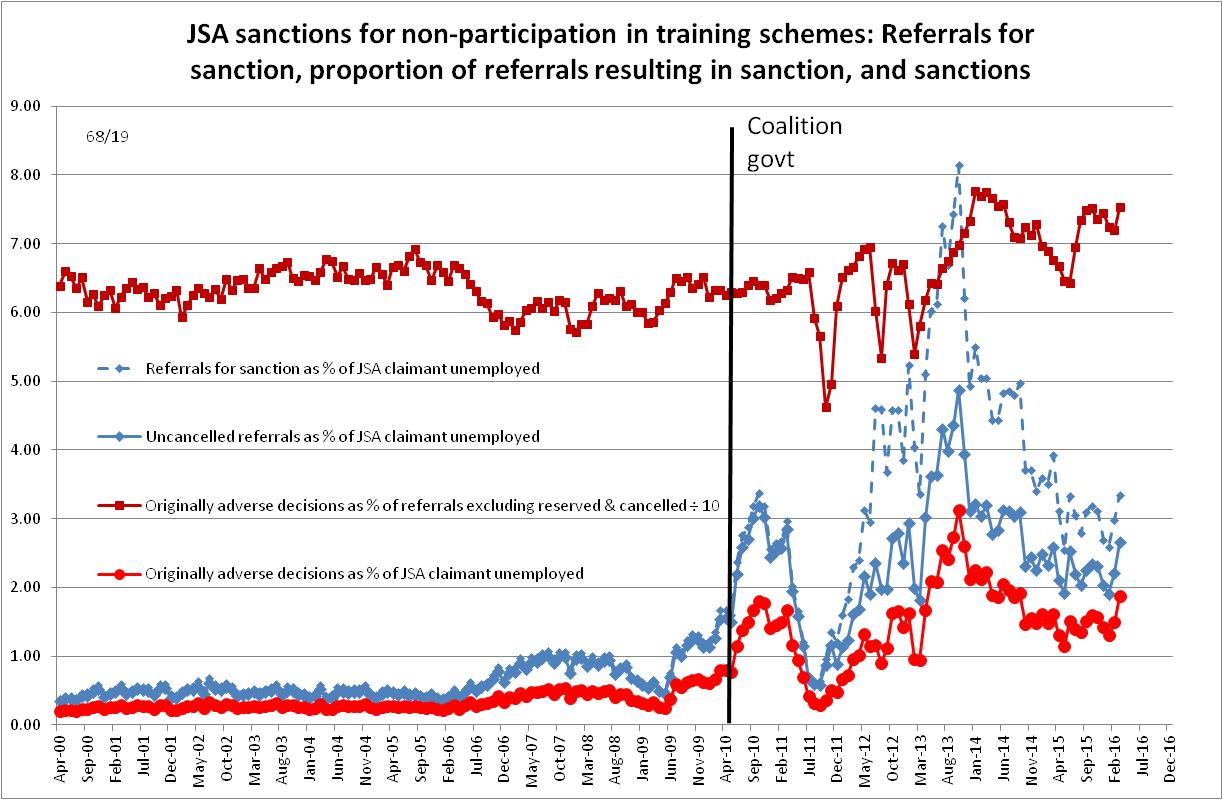 JSA sanctions for non-participation in training schemes: Referrals for
sanction, proportion of referrals resulting in sanction, and sanctions
9.00
8.00
7.00
6.00
5.00
4.00
3.00
2.00
1.00
0.00
68/19
Coalition
govt
Referrals for sanction as % of JSA claimant unemployed
Uncancelled referrals as % of JSA claimant unemployed
Originally adverse decisions as % of referrals excluding reserved & cancelled ÷ 10
Originally adverse decisions as % of JSA claimant unemployed
Apr-00
Sep-00
Feb-01
Jul-01
Dec-01
May-02
Oct-02
Mar-03
Aug-03
Jan-04
Jun-04
Nov-04
Apr-05
Sep-05
Feb-06
Jul-06
Dec-06
May-07
Oct-07
Mar-08
Aug-08
Jan-09
Jun-09
Nov-09
Apr-10
Sep-10
Feb-11
Jul-11
Dec-11
May-12
Oct-12
Mar-13
Aug-13
Jan-14
Jun-14
Nov-14
Apr-15
Sep-15
Feb-16
Jul-16
Dec-16